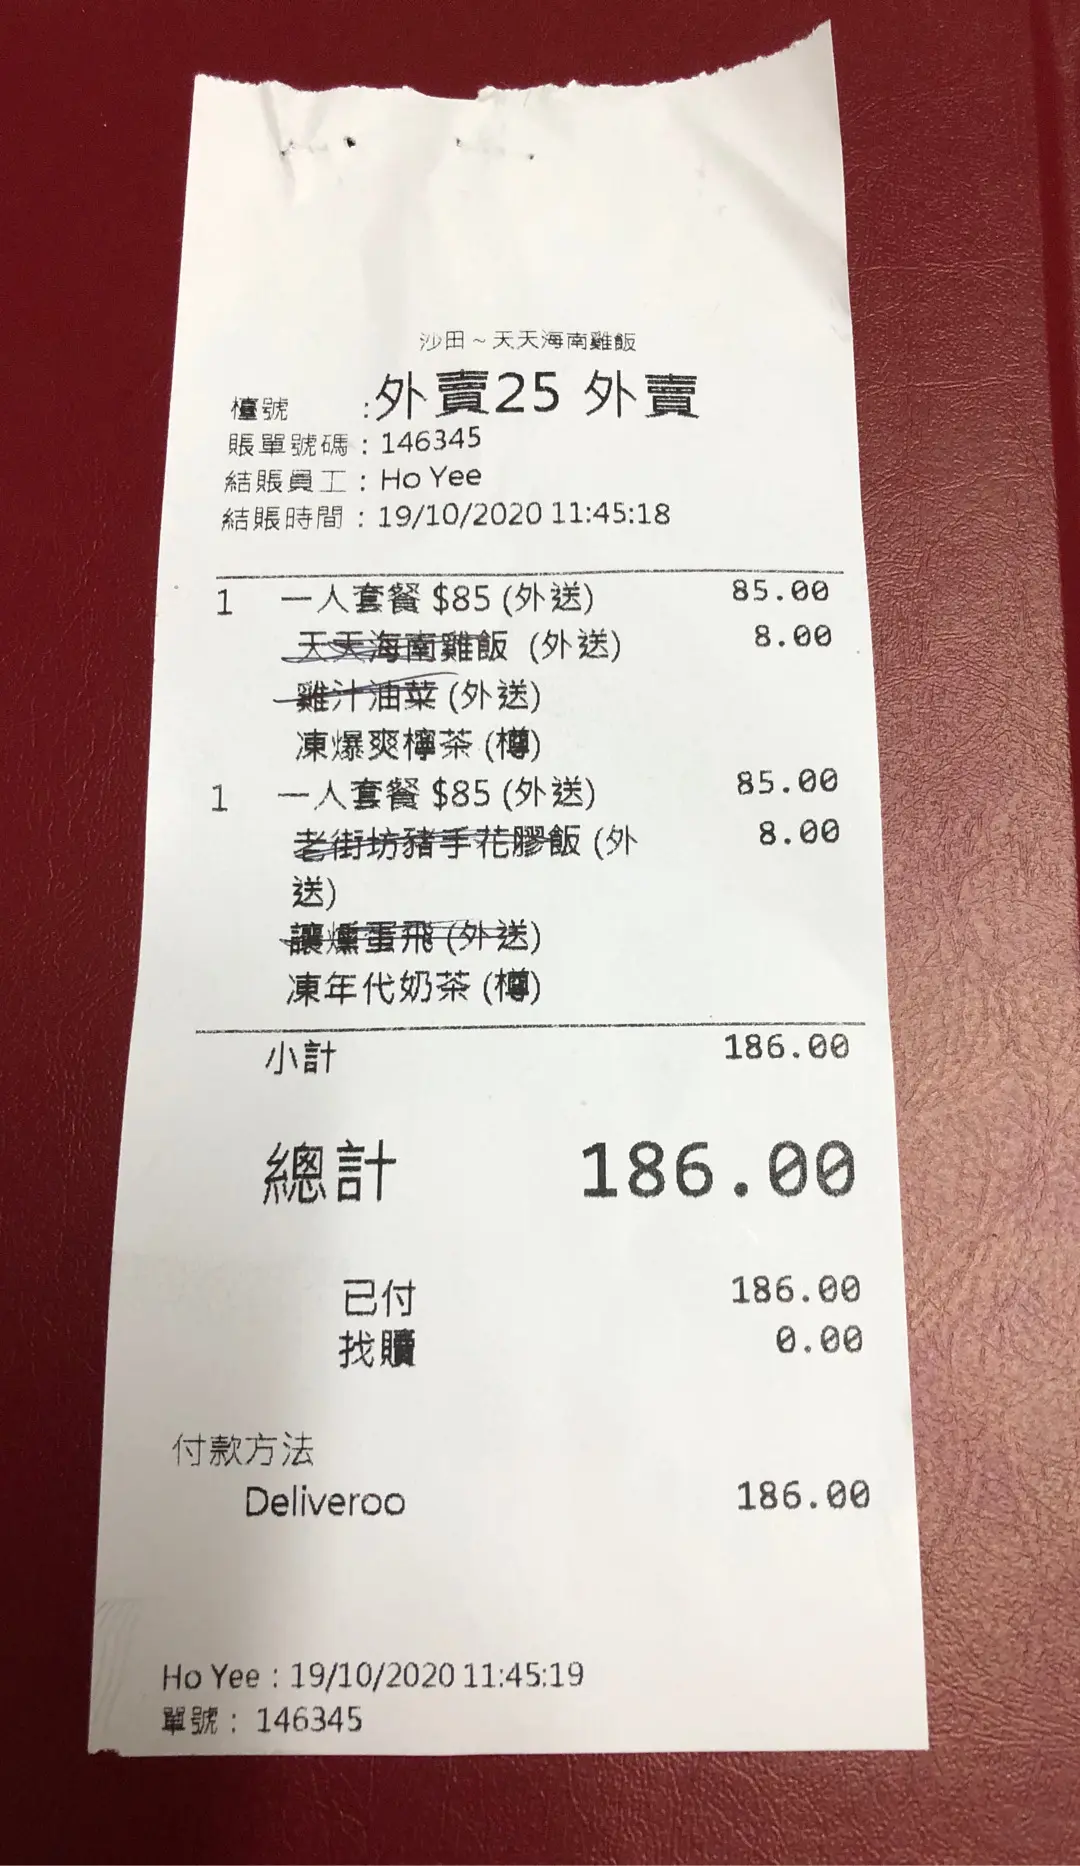 沙田～天天海南雞飯
檯號 :外賣25 外賣
賬單號碼 : 146345
結賬員工 : Ho Yee
結賬時間 : 19/10/2020 11:45:18
1 一人套餐 $85 (外送) 85.00
天天海南雞飯 (外送) 8.00
雞汁油菜 (外送)
凍爆爽檸茶 (樽)
1 一人套餐 $85 (外送) 85.00
老街坊豬手花膠飯 (外 8.00
送)
讓燻蛋飛 (外送)
凍年代奶茶 (樽)
小計 186.00
總計 186.00
已付 186.00
找贖 0.00
付款方法
Deliveroo 186.00
Ho Yee : 19/10/2020 11:45:19
單號 : 146345